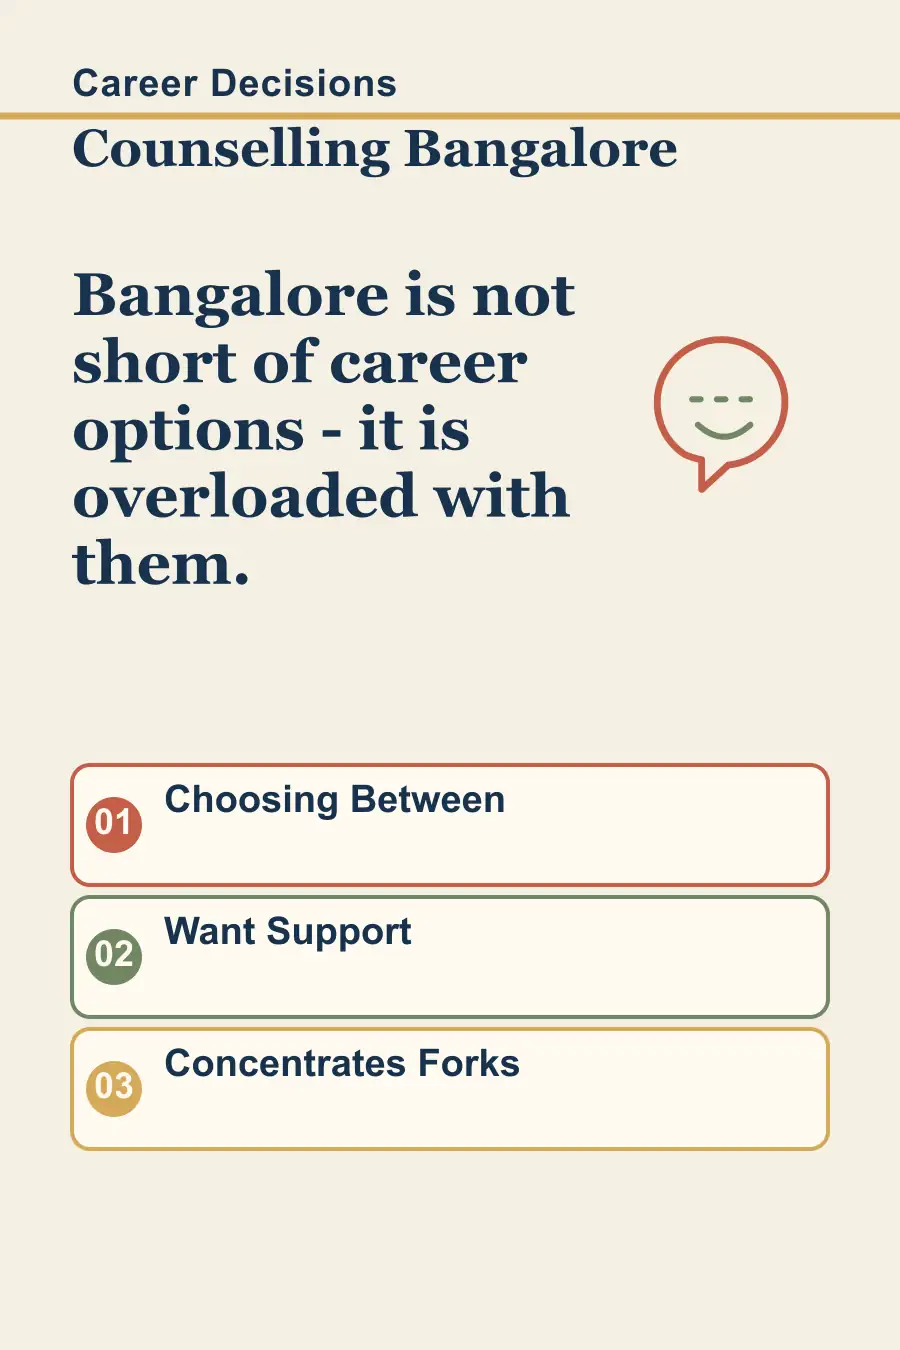 Career Decisions
Counselling Bangalore
Bangalore is not
short of career
options - it is
overloaded with
them.
01 Choosing Between
02 Want Support
03 Concentrates Forks